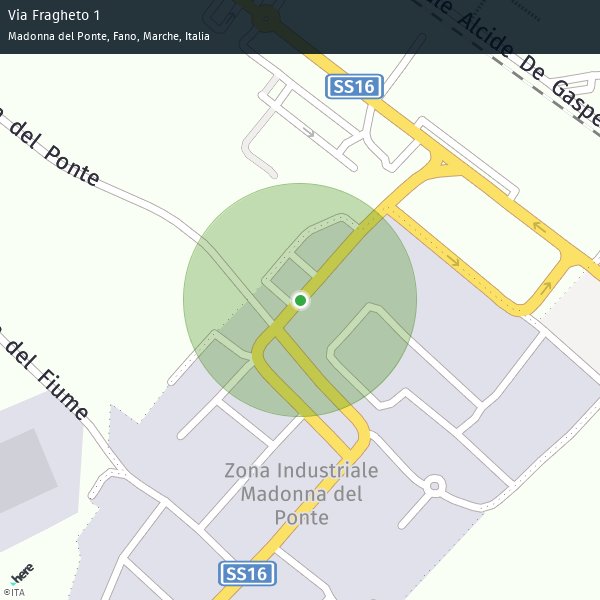 Via Fragheto 1
Madonna del Ponte, Fano, Marche, Italia
SS16
Alcide De Gaspe
del Ponte
del Fiume
Zona Industriale
Madonna del
Ponte
SS16
here
©ITA